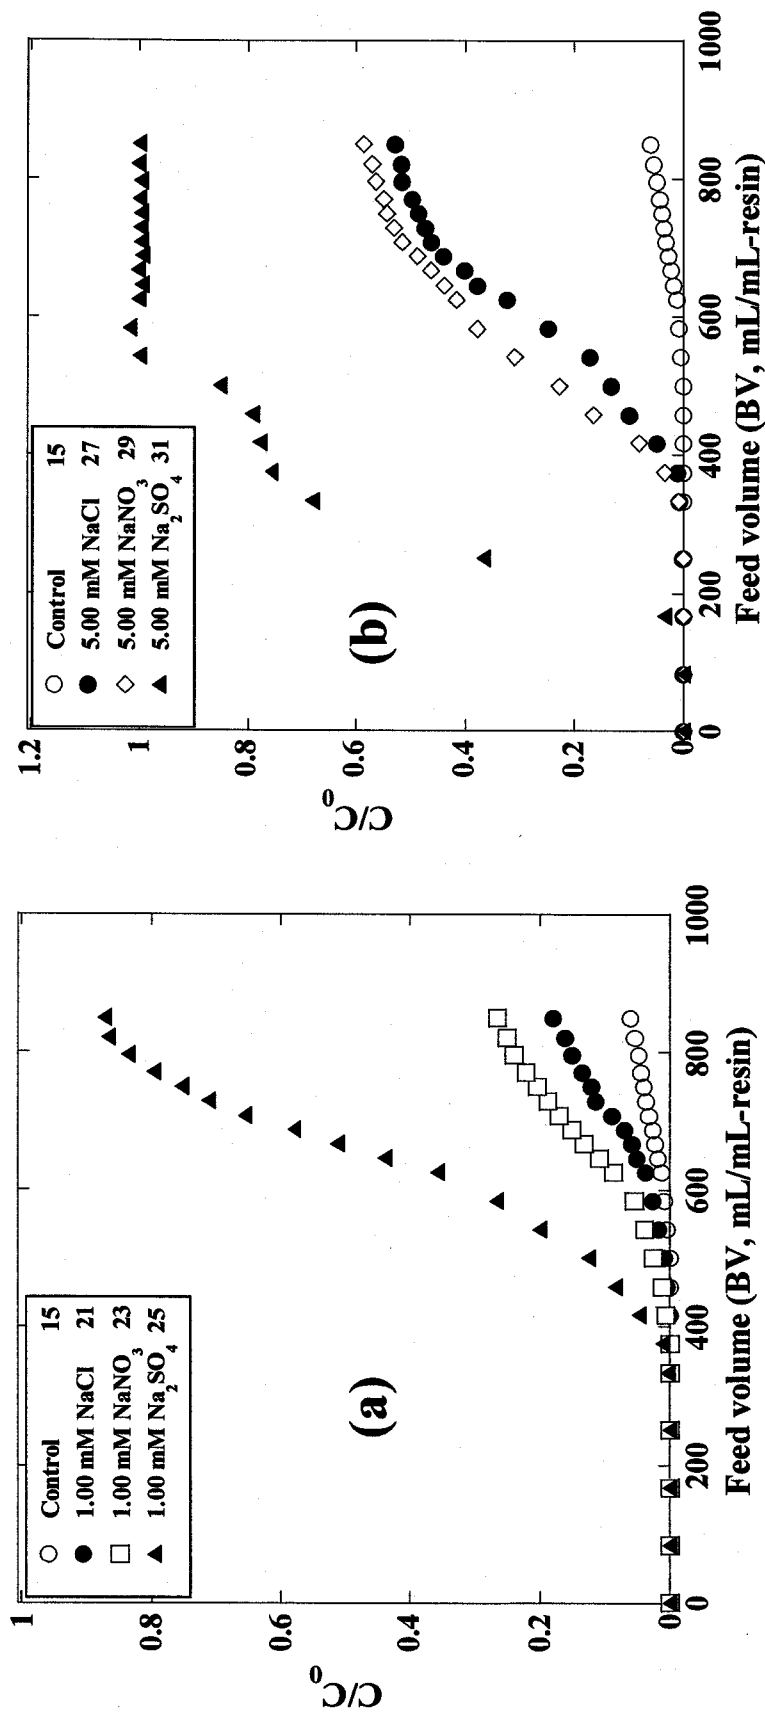 C/C₀
1
0.8
0.6
0.4
0.2
0
0
200
400
600
800
1000
Feed volume (BV, mL/mL-resin)
(a)
Control 15
1.00 mM NaCl 21
1.00 mM NaNO₃ 23
1.00 mM Na₂SO₄ 25
C/C₀
1.2
1
0.8
0.6
0.4
0.2
0
0
200
400
600
800
1000
Feed volume (BV, mL/mL-resin)
(b)
Control 15
5.00 mM NaCl 27
5.00 mM NaNO₃ 29
5.00 mM Na₂SO₄ 31